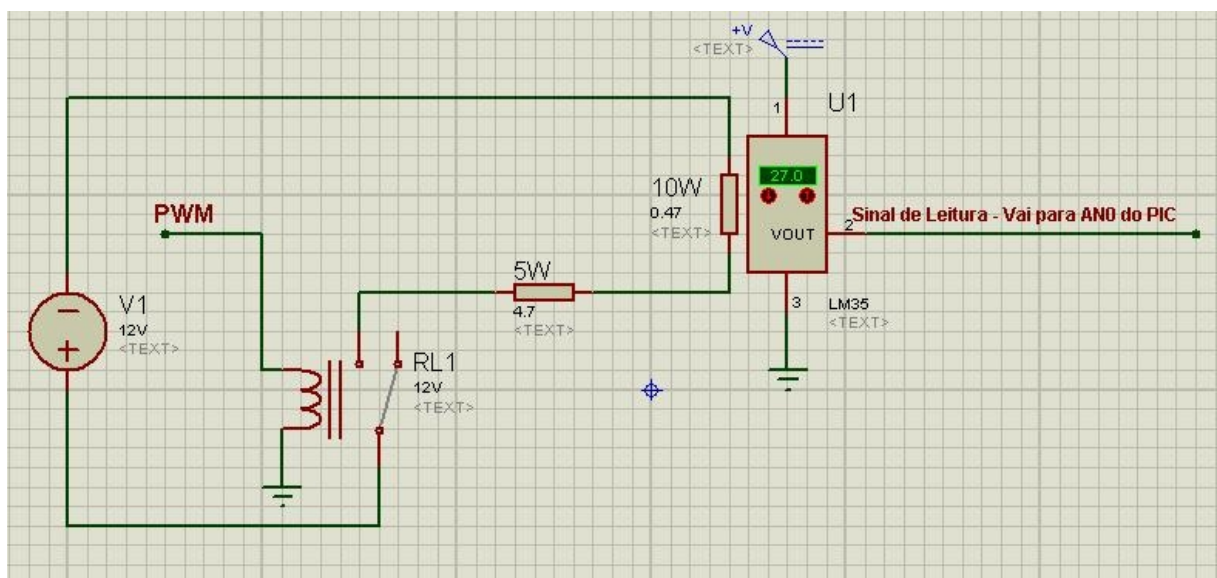 +V
<TEXT>
1
U1
10W
0.47
<TEXT>
27.0
PWM
Sinal de Leitura - Vai para AN0 do PIC
2
VOUT
5W
4.7
<TEXT>
V1
12V
<TEXT>
3
LM35
<TEXT>
RL1
12V
<TEXT>